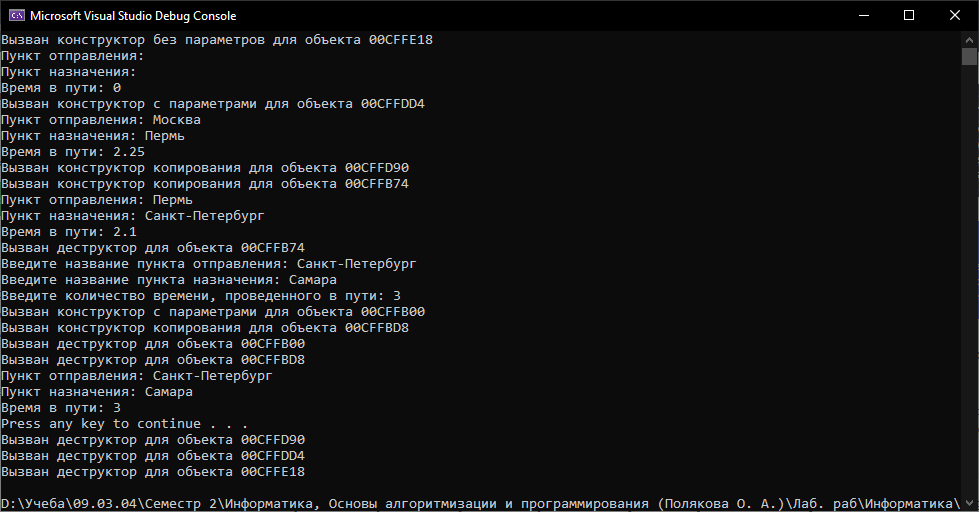 Microsoft Visual Studio Debug Console
Вызван конструктор без параметров для объекта 00CFFE18
Пункт отправления:
Пункт назначения:
Время в пути: 0
Вызван конструктор с параметрами для объекта 00CFFDD4
Пункт отправления: Москва
Пункт назначения: Пермь
Время в пути: 2.25
Вызван конструктор копирования для объекта 00CFFD90
Вызван конструктор копирования для объекта 00CFFB74
Пункт отправления: Пермь
Пункт назначения: Санкт-Петербург
Время в пути: 2.1
Вызван деструктор для объекта 00CFFB74
Введите название пункта отправления: Санкт-Петербург
Введите название пункта назначения: Самара
Введите количество времени, проведенного в пути: 3
Вызван конструктор с параметрами для объекта 00CFFB00
Вызван конструктор копирования для объекта 00CFFBD8
Вызван деструктор для объекта 00CFFB00
Вызван деструктор для объекта 00CFFBD8
Пункт отправления: Санкт-Петербург
Пункт назначения: Самара
Время в пути: 3
Press any key to continue . . .
Вызван деструктор для объекта 00CFFD90
Вызван деструктор для объекта 00CFFDD4
Вызван деструктор для объекта 00CFFE18
D:\Учеба\09.03.04\Семестр 2\Информатика, Основы алгоритмизации и программирования (Полякова О. А.)\Лаб. раб\Информатика\